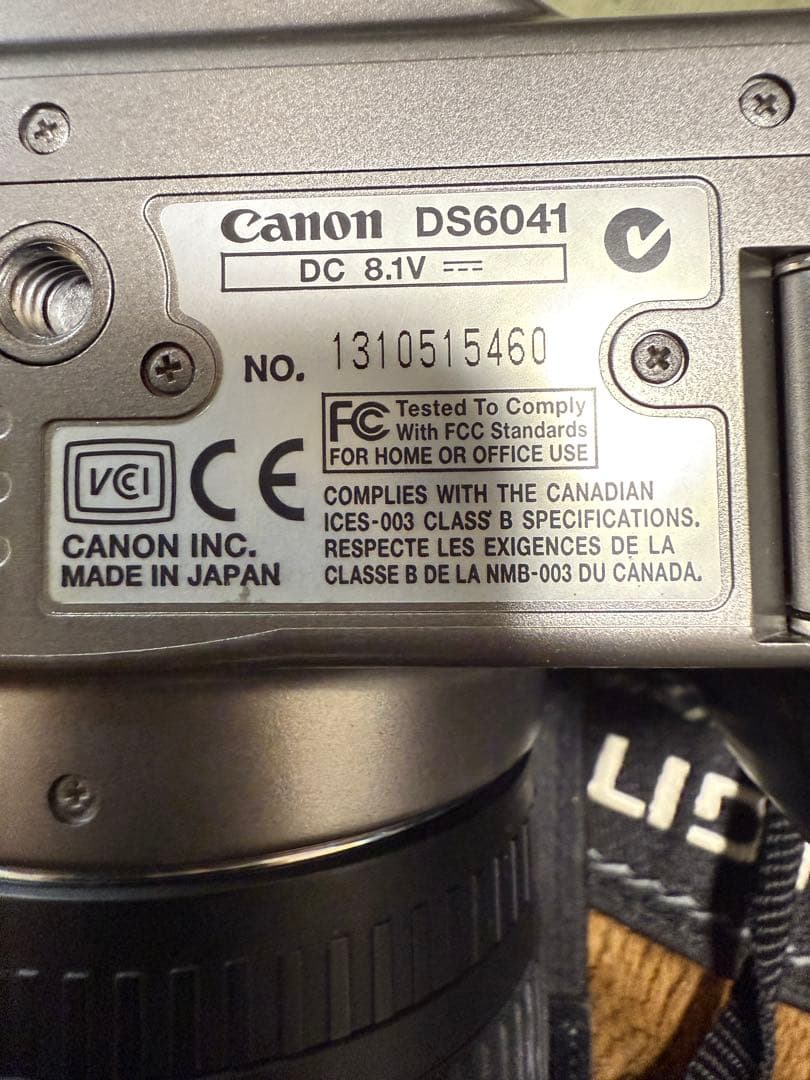 Canon DS6041
DC 8.1V
NO. 1310515460
FC Tested To Comply
With FCC Standards
FOR HOME OR OFFICE USE
VCI CE
COMPLIES WITH THE CANADIAN
ICES-003 CLASS B SPECIFICATIONS.
RESPECTE LES EXIGENCES DE LA
CLASSE B DE LA NMB-003 DU CANADA.
CANON INC.
MADE IN JAPAN